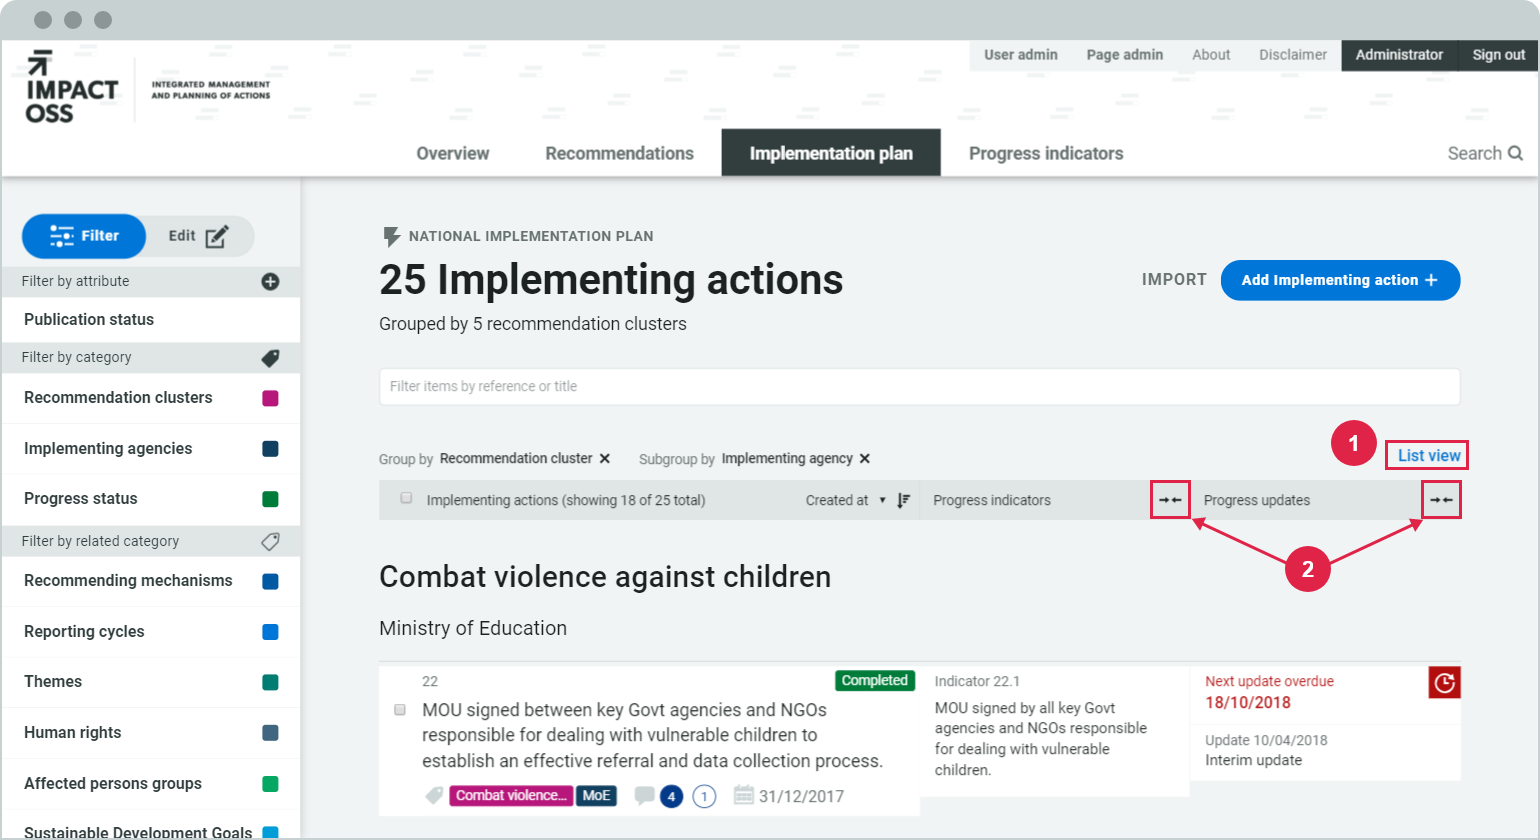 User admin
Page admin
About
Disclaimer
Administrator
Sign out
IMPACT
OSS
INTEGRATED MANAGEMENT
AND PLANNING OF ACTIONS
Overview
Recommendations
Implementation plan
Progress indicators
Search
Filter
Edit
Filter by attribute
Publication status
Filter by category
Recommendation clusters
Implementing agencies
Progress status
Filter by related category
Recommending mechanisms
Reporting cycles
Themes
Human rights
Affected persons groups
Sustainable Development Goals
NATIONAL IMPLEMENTATION PLAN
25 Implementing actions
IMPORT
Add Implementing action +
Grouped by 5 recommendation clusters
Filter items by reference or title
Group by Recommendation cluster ✕
Subgroup by Implementing agency ✕
1
List view
Implementing actions (showing 18 of 25 total)
Created at
Progress indicators
Progress updates
2
Combat violence against children
Ministry of Education
22
Completed
MOU signed between key Govt agencies and NGOs
responsible for dealing with vulnerable children to
establish an effective referral and data collection process.
Combat violence... MoE 4 1 31/12/2017
Indicator 22.1
MOU signed by all key Govt
agencies and NGOs responsible
for dealing with vulnerable
children.
Next update overdue
18/10/2018
Update 10/04/2018
Interim update